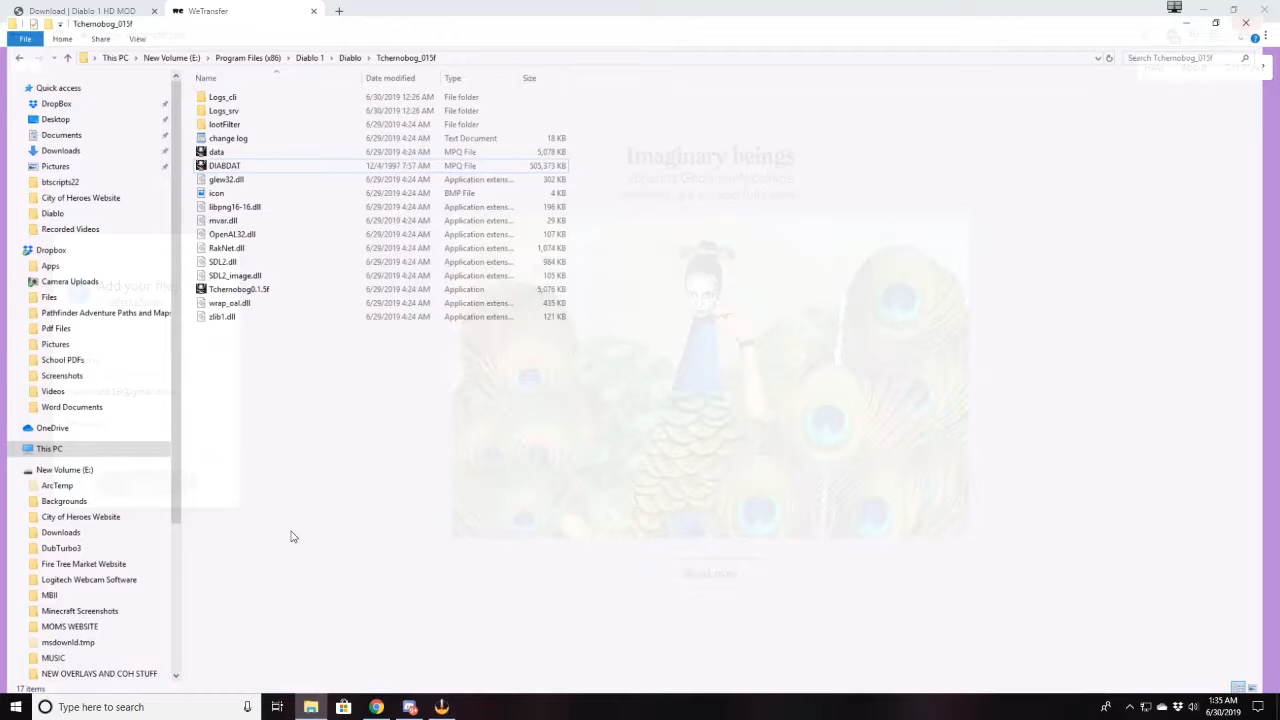 Download | Diablo 1 HD MOD
WeTransfer
Tchernobog_015f
File Home Share View
This PC New Volume (E:) Program Files (x86) Diablo 1 Diablo Tchernobog_015f
Search Tchernobog_015f
Name Date modified Type Size
Quick access
DropBox
Desktop
Documents
Downloads
Pictures
btscripts22
City of Heroes Website
Diablo
Recorded Videos
Dropbox
Apps
Camera Uploads
Files
Pathfinder Adventure Paths and Maps
Pdf Files
Pictures
School PDFs
Screenshots
Videos
Word Documents
OneDrive
This PC
New Volume (E:)
ArcTemp
Backgrounds
City of Heroes Website
Downloads
DubTurbo3
Fire Tree Market Website
Logitech Webcam Software
MBII
Minecraft Screenshots
MOMS WEBSITE
msdownld.tmp
MUSIC
NEW OVERLAYS AND COH STUFF
Logs_cli 6/30/2019 12:26 AM File folder
Logs_srv 6/30/2019 12:26 AM File folder
lootFilter 6/29/2019 4:24 AM File folder
change log 6/29/2019 4:24 AM Text Document 18 KB
data 6/29/2019 4:24 AM MPQ File 5,078 KB
DIABDAT 12/4/1997 7:57 AM MPQ File 505,373 KB
glew32.dll 6/29/2019 4:24 AM Application extens... 302 KB
icon 6/29/2019 4:24 AM BMP File 4 KB
libpng16-16.dll 6/29/2019 4:24 AM Application extens... 196 KB
mvar.dll 6/29/2019 4:24 AM Application extens... 29 KB
OpenAL32.dll 6/29/2019 4:24 AM Application extens... 107 KB
RakNet.dll 6/29/2019 4:24 AM Application extens... 1,074 KB
SDL2.dll 6/29/2019 4:24 AM Application extens... 984 KB
SDL2_image.dll 6/29/2019 4:24 AM Application extens... 105 KB
Tchernobog0.1.5f 6/29/2019 4:24 AM Application 5,076 KB
wrap_oal.dll 6/29/2019 4:24 AM Application extens... 435 KB
zlib1.dll 6/29/2019 4:24 AM Application extens... 121 KB
Imaginary beings
Add your files
17 items
Type here to search
1:35 AM
6/30/2019